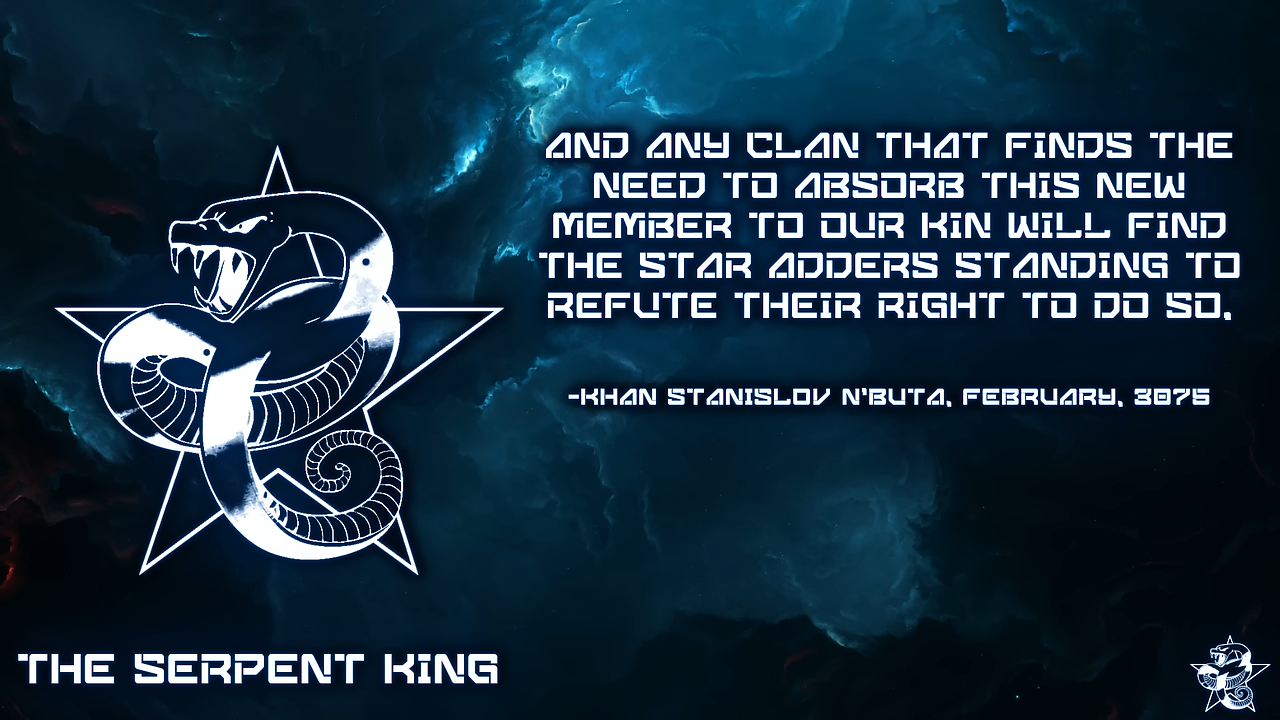 AND ANY CLAN THAT FINDS THE
NEED TO ABSORB THIS NEW
MEMBER TO OUR KIN WILL FIND
THE STAR ADDERS STANDING TO
REFUTE THEIR RIGHT TO DO SO.
-KHAN STANISLOV N'BUTA, FEBRUARY, 3075
THE SERPENT KING